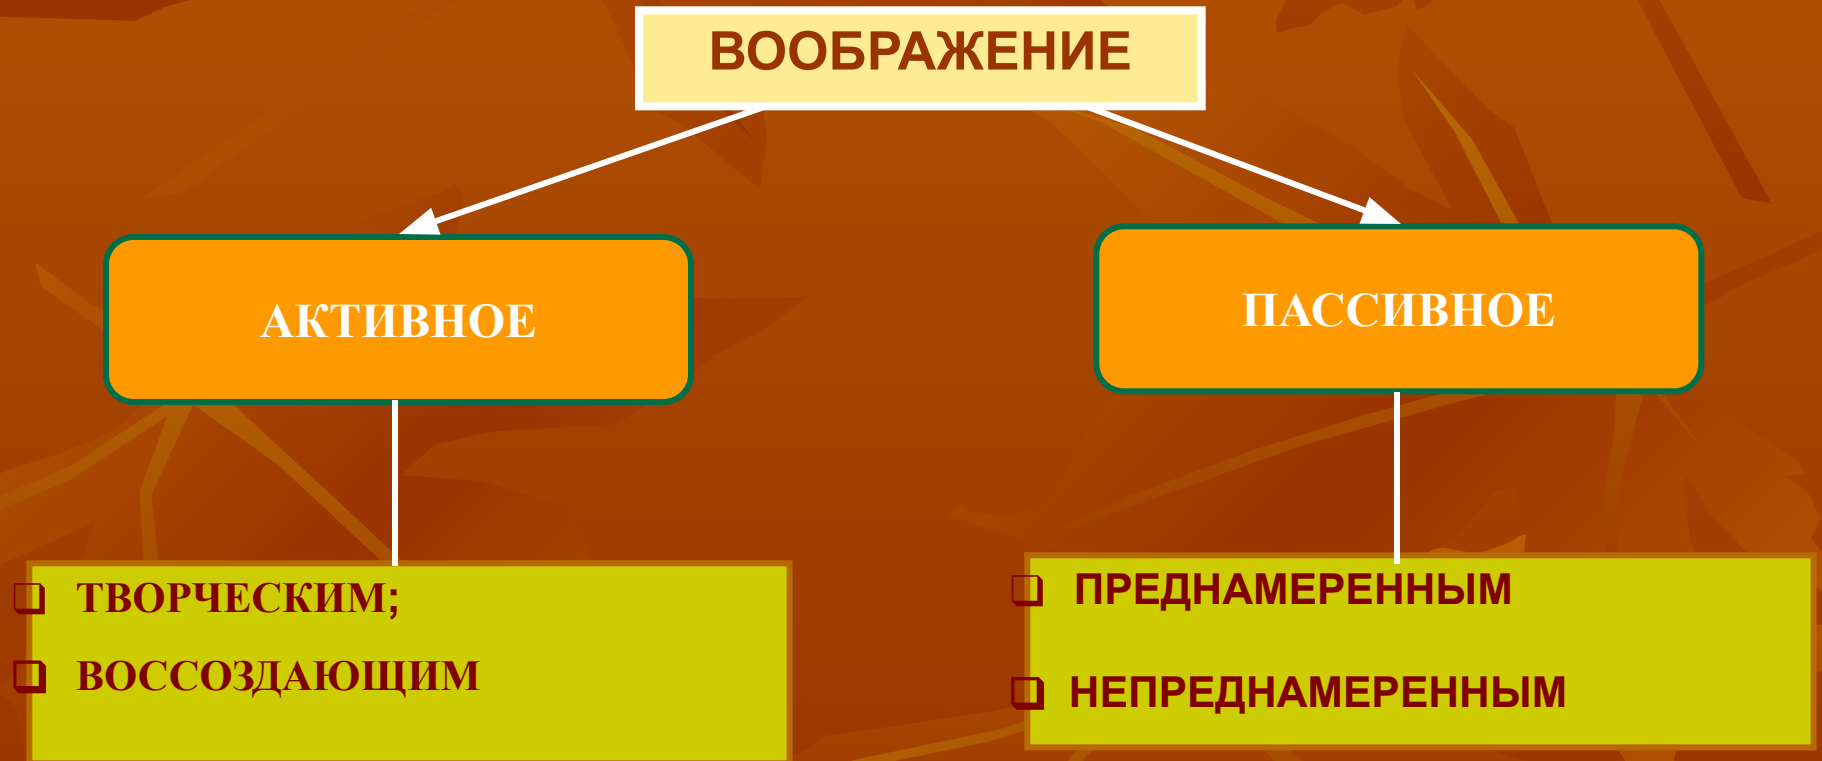 ВООБРАЖЕНИЕ
АКТИВНОЕ
ПАССИВНОЕ
ТВОРЧЕСКИМ;
ВОССОЗДАЮЩИМ
ПРЕДНАМЕРЕННЫМ
НЕПРЕДНАМЕРЕННЫМ